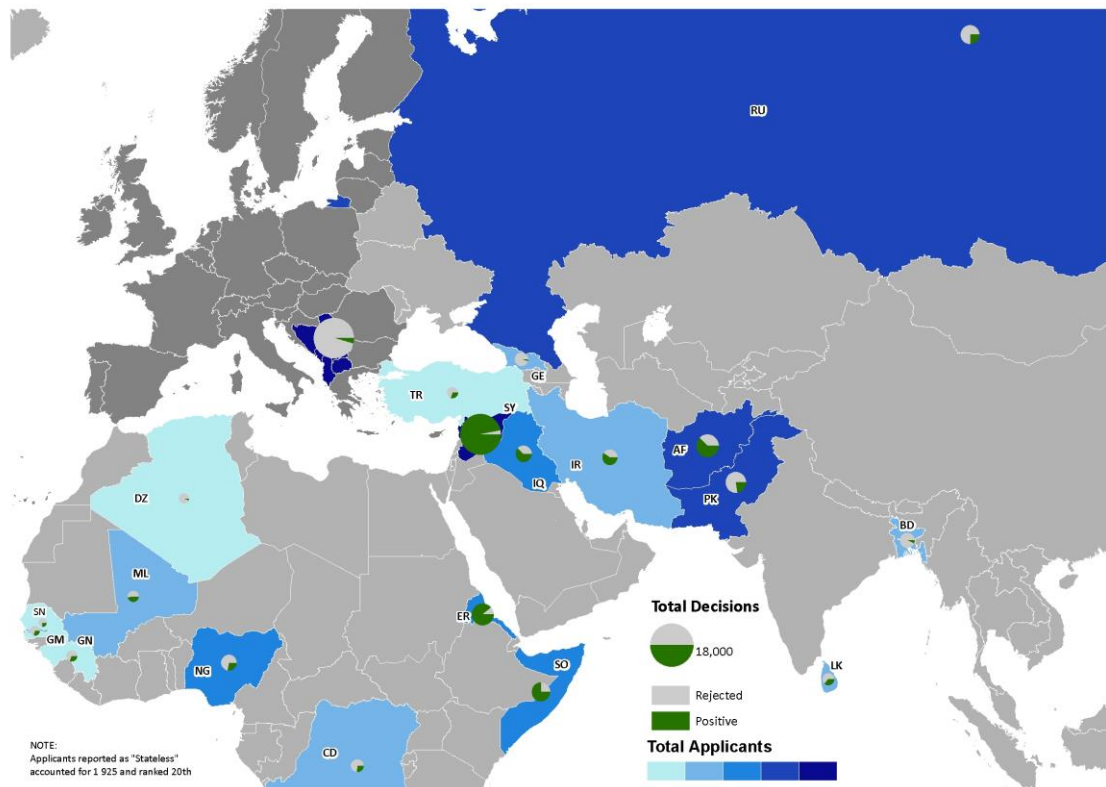 RU
GE
TR
SY
AF
IR
IQ
PK
DZ
BD
ML
SN
GM
GN
ER
NG
SO
LK
CD
Total Decisions
18,000
Rejected
Positive
Total Applicants
NOTE:
Applicants reported as "Stateless"
accounted for 1 925 and ranked 20th